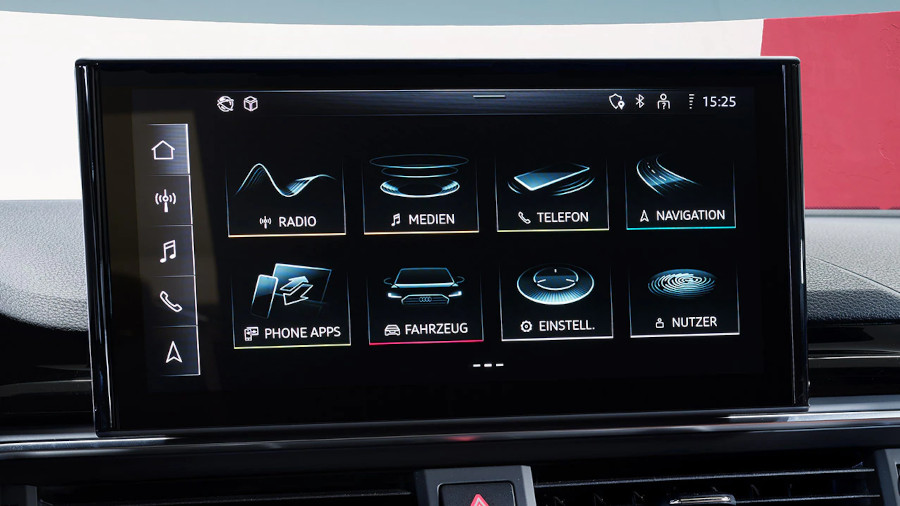 15:25
RADIO
MEDIEN
TELEFON
NAVIGATION
PHONE APPS
FAHRZEUG
EINSTELL.
NUTZER